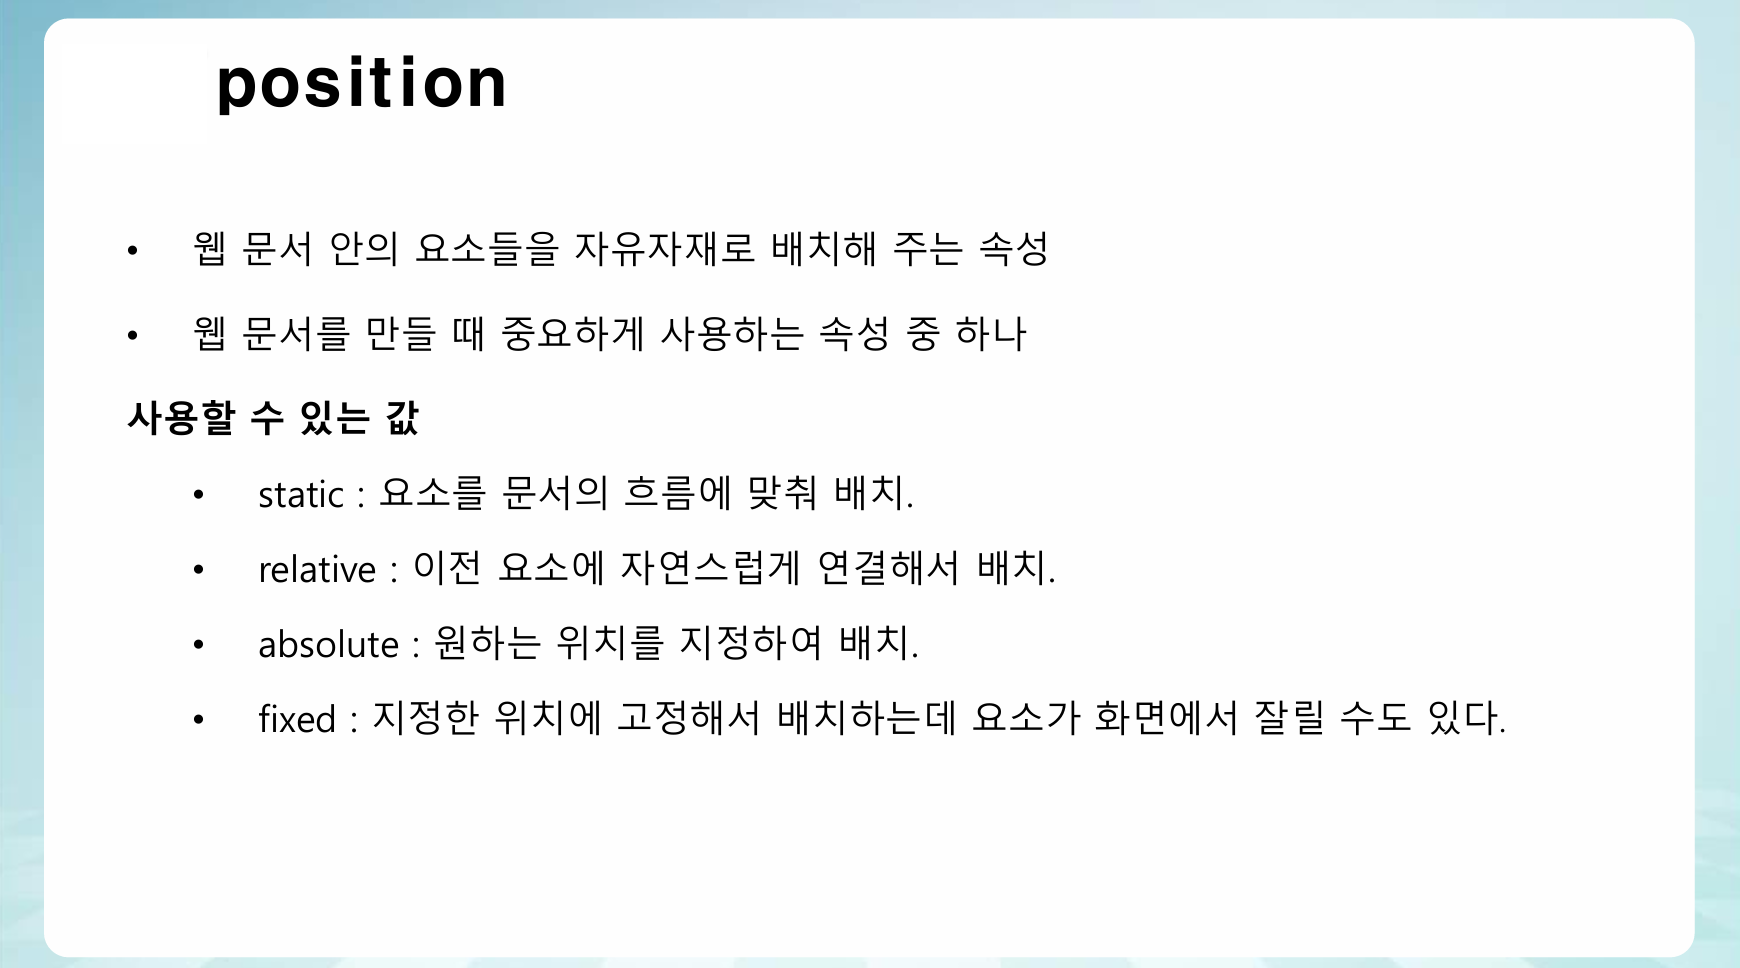 position
• 웹 문서 안의 요소들을 자유자재로 배치해 주는 속성
• 웹 문서를 만들 때 중요하게 사용하는 속성 중 하나
사용할 수 있는 값
• static : 요소를 문서의 흐름에 맞춰 배치.
• relative : 이전 요소에 자연스럽게 연결해서 배치.
• absolute : 원하는 위치를 지정하여 배치.
• fixed : 지정한 위치에 고정해서 배치하는데 요소가 화면에서 잘릴 수도 있다.